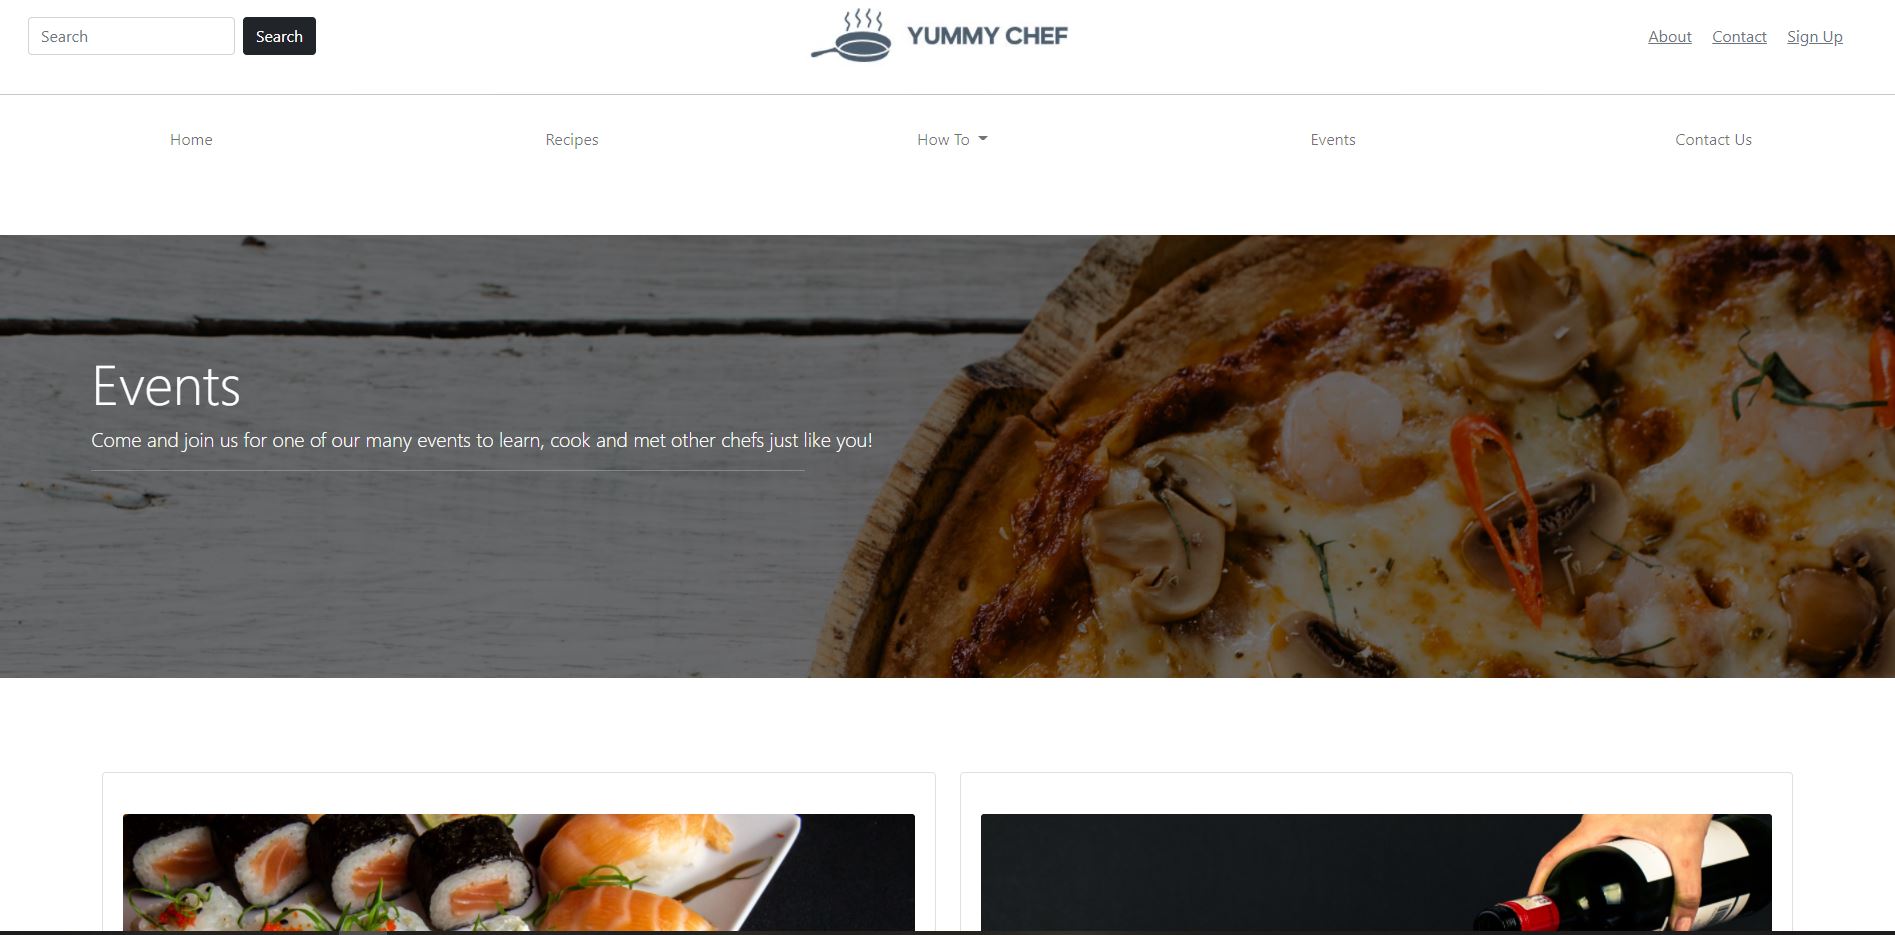 Search
Search
YUMMY CHEF
About
Contact
Sign Up
Home
Recipes
How To
Events
Contact Us
Events
Come and join us for one of our many events to learn, cook and met other chefs just like you!